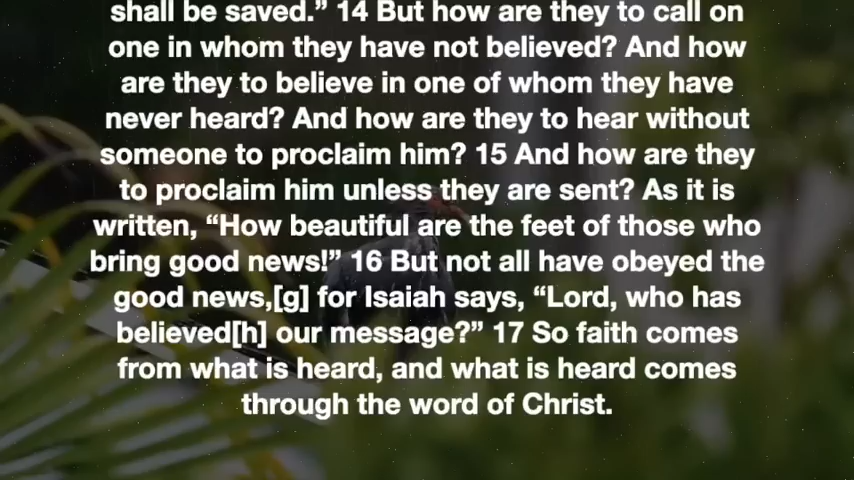 shall be saved.” 14 But how are they to call on
one in whom they have not believed? And how
are they to believe in one of whom they have
never heard? And how are they to hear without
someone to proclaim him? 15 And how are they
to proclaim him unless they are sent? As it is
written, “How beautiful are the feet of those who
bring good news!” 16 But not all have obeyed the
good news,[g] for Isaiah says, “Lord, who has
believed[h] our message?” 17 So faith comes
from what is heard, and what is heard comes
through the word of Christ.